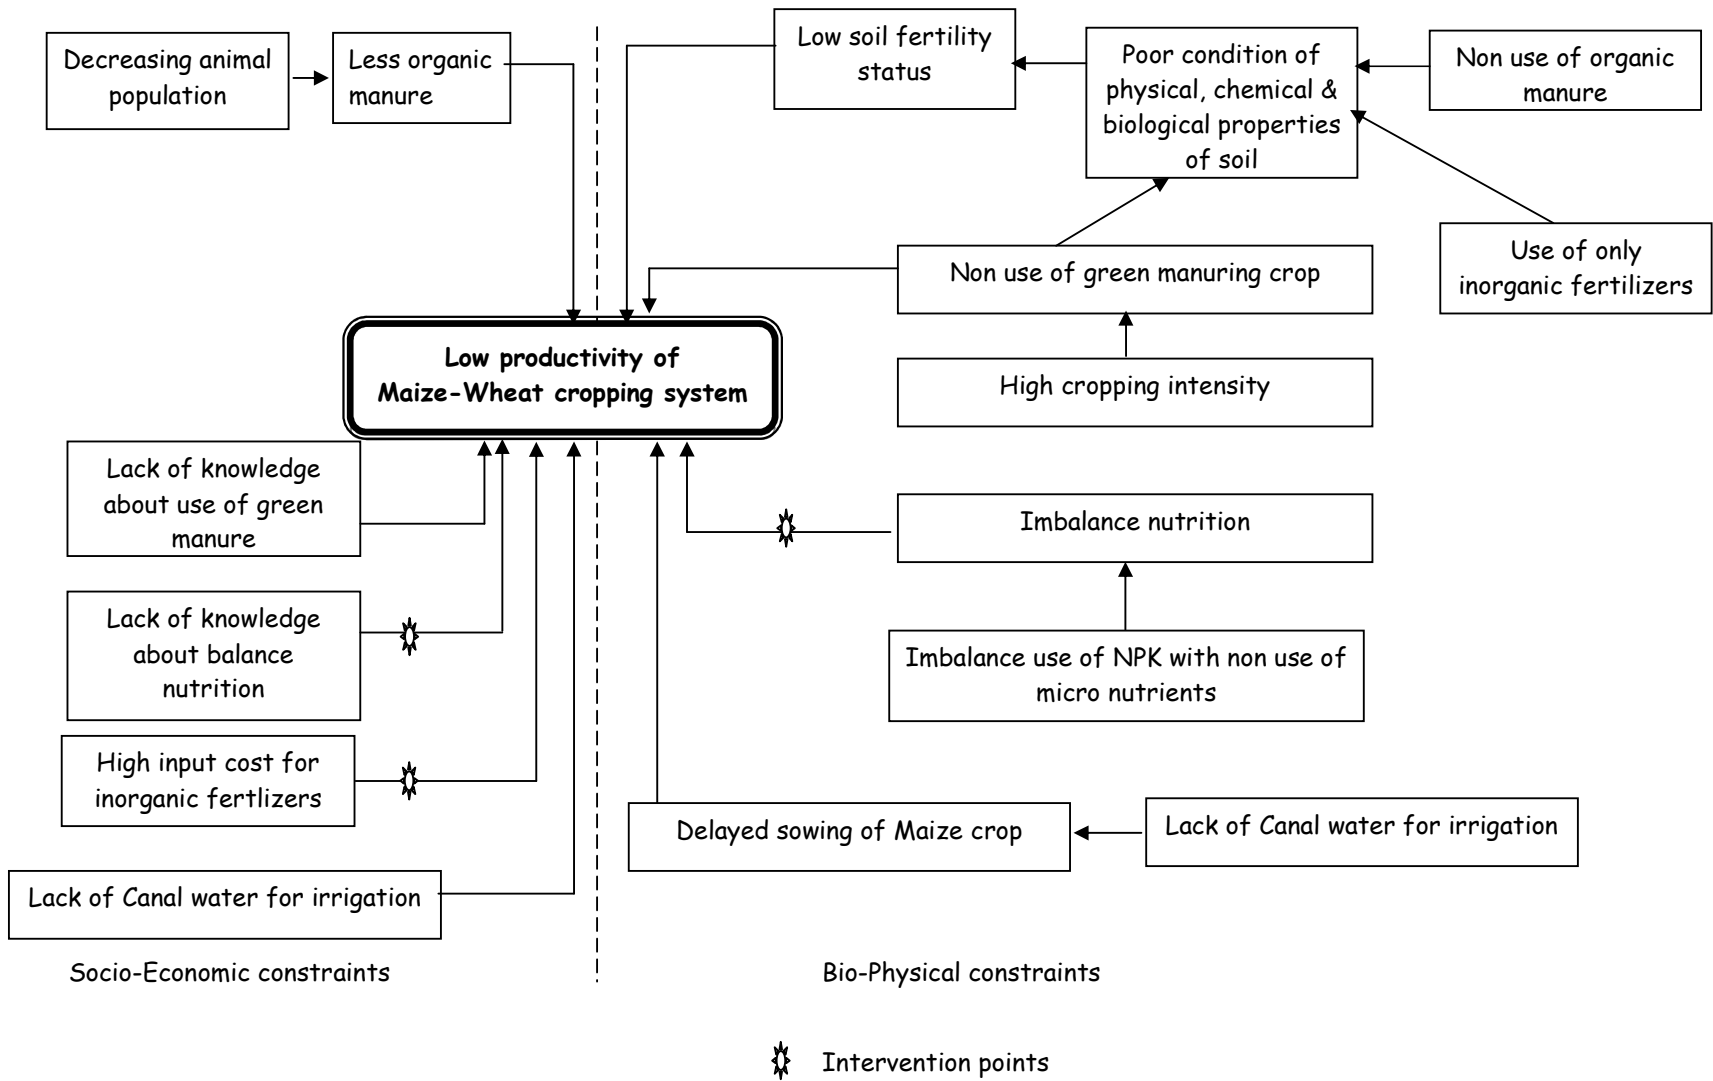 Decreasing animal
population
Less organic
manure
Low soil fertility
status
Poor condition of
physical, chemical &
biological properties
of soil
Non use of organic
manure
Use of only
inorganic fertilizers
Non use of green manuring crop
High cropping intensity
Low productivity of
Maize-Wheat cropping system
Lack of knowledge
about use of green
manure
Imbalance nutrition
Lack of knowledge
about balance
nutrition
Imbalance use of NPK with non use of
micro nutrients
High input cost for
inorganic fertlizers
Delayed sowing of Maize crop
Lack of Canal water for irrigation
Lack of Canal water for irrigation
Socio-Economic constraints
Bio-Physical constraints
Intervention points